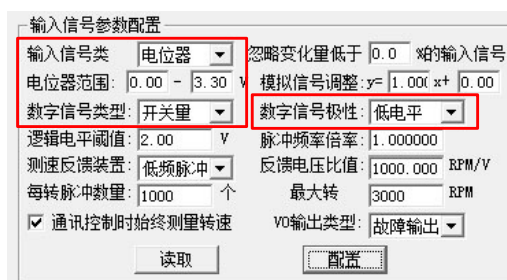 输入信号参数配置
输入信号类 电位器 忽略变化量低于 0.0 %的输入信号
电位器范围: 0.00 - 3.30 V 模拟信号调整:y= 1.00( x+ 0.00
数字信号类型: 开关量 数字信号极性: 低电平
逻辑电平阈值: 2.00 V 脉冲频率倍率: 1.000000
测速反馈装置: 低频脉冲 反馈电压比值: 1000.000 RPM/V
每转脉冲数量: 1000 个 最大转 3000 RPM
通讯控制时始终测量转速 VO输出类型: 故障输出
读取 配置